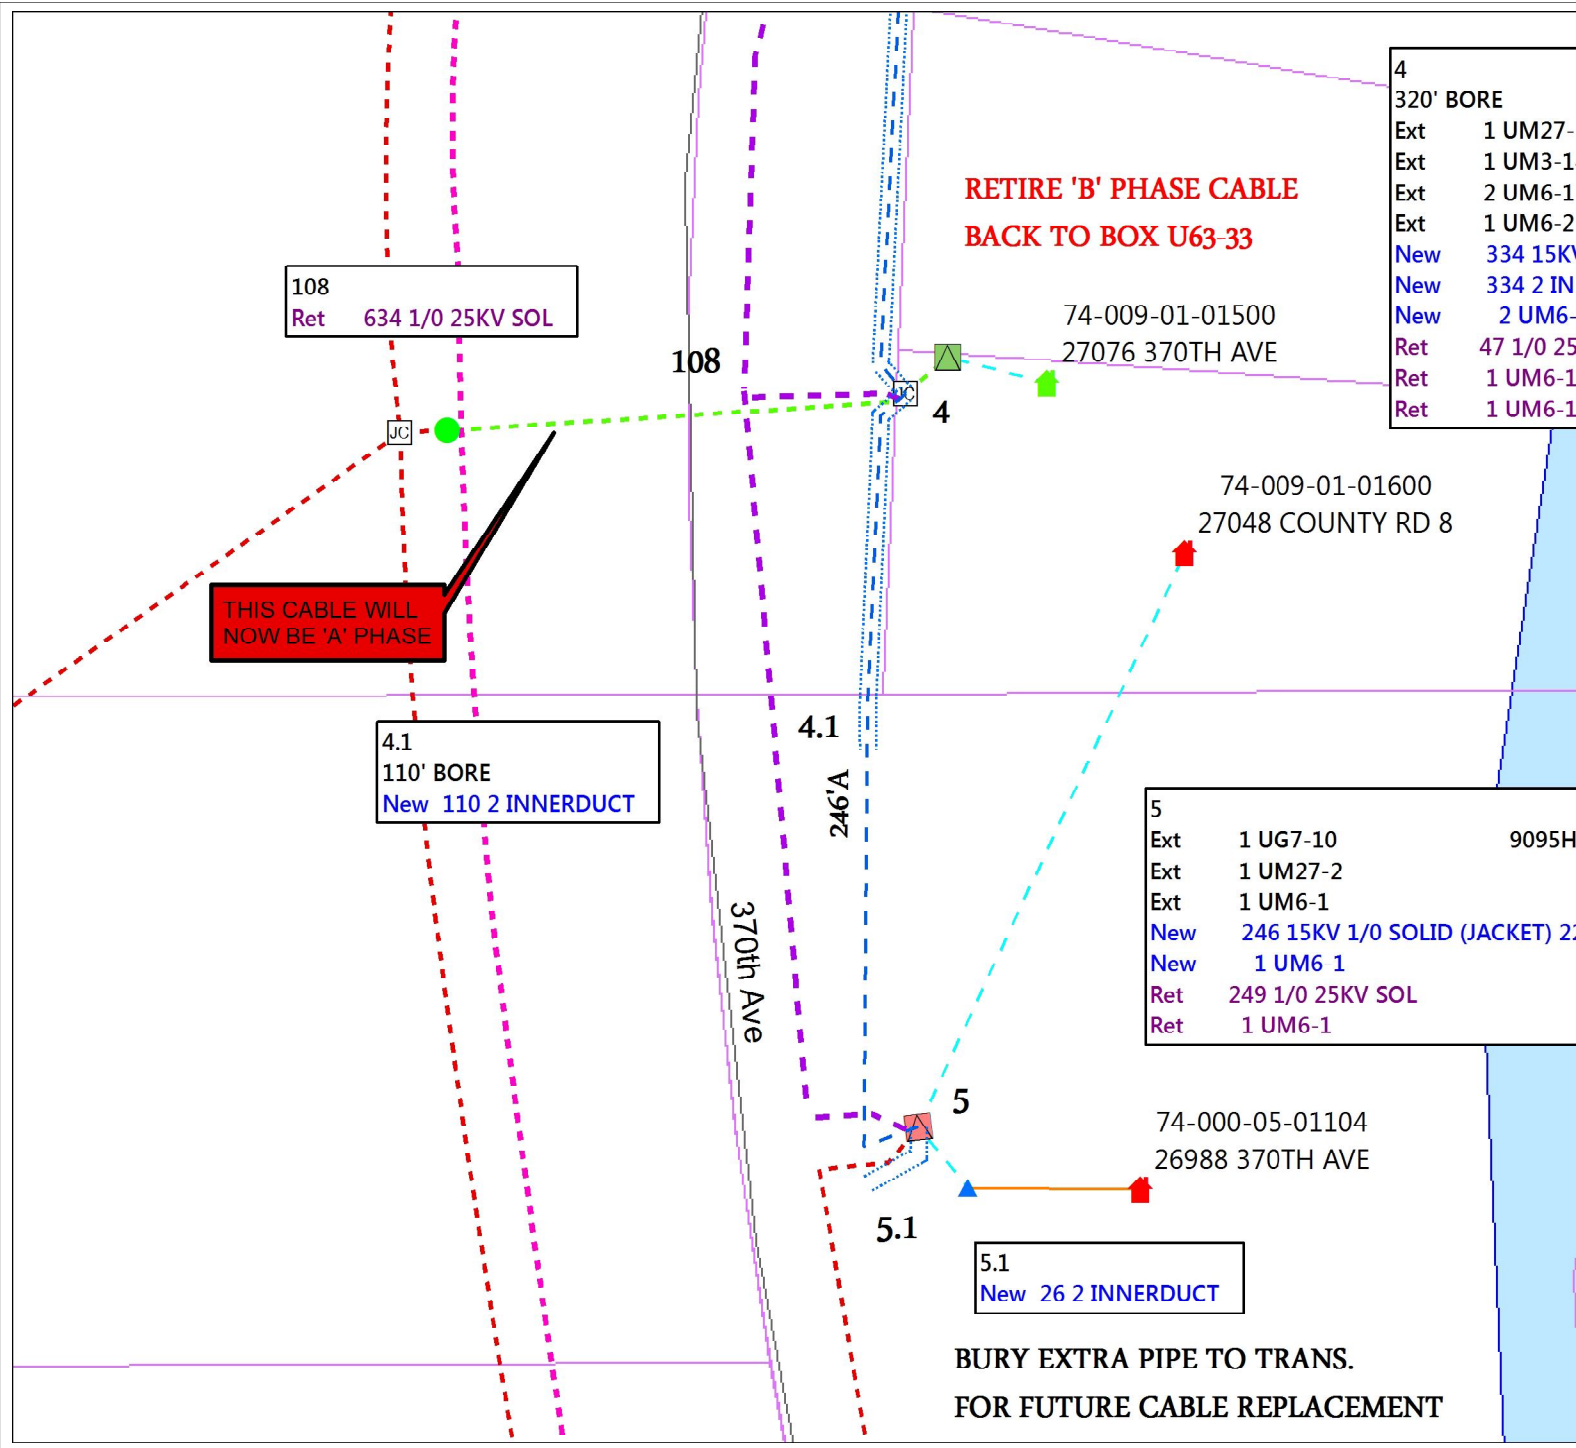 4
320' BORE
Ext 1 UM27-
Ext 1 UM3-1
Ext 2 UM6-1
Ext 1 UM6-2
New 334 15KV
New 334 2 IN
New 2 UM6-
Ret 47 1/0 25
Ret 1 UM6-1
Ret 1 UM6-1
RETIRE 'B' PHASE CABLE
BACK TO BOX U63-33
108
Ret 634 1/0 25KV SOL
74-009-01-01500
27076 370TH AVE
108
JC
4
JC
74-009-01-01600
27048 COUNTY RD 8
THIS CABLE WILL
NOW BE 'A' PHASE
4.1
4.1
110' BORE
New 110 2 INNERDUCT
246'A
5
Ext 1 UG7-10 9095H
Ext 1 UM27-2
Ext 1 UM6-1
New 246 15KV 1/0 SOLID (JACKET) 22
New 1 UM6 1
Ret 249 1/0 25KV SOL
Ret 1 UM6-1
370th Ave
5
74-000-05-01104
26988 370TH AVE
5.1
5.1
New 26 2 INNERDUCT
BURY EXTRA PIPE TO TRANS.
FOR FUTURE CABLE REPLACEMENT